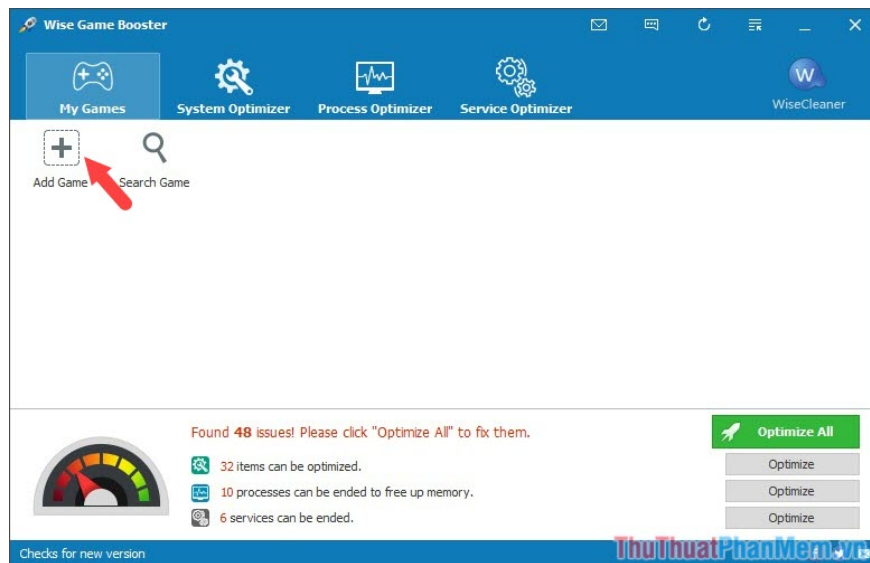 Wise Game Booster
My Games
System Optimizer
Process Optimizer
Service Optimizer
W
WiseCleaner
Add Game
Search Game
Found 48 issues! Please click "Optimize All" to fix them.
Optimize All
32 items can be optimized.
Optimize
10 processes can be ended to free up memory.
Optimize
6 services can be ended.
Optimize
Checks for new version
ThuThuatPhanMem.vn